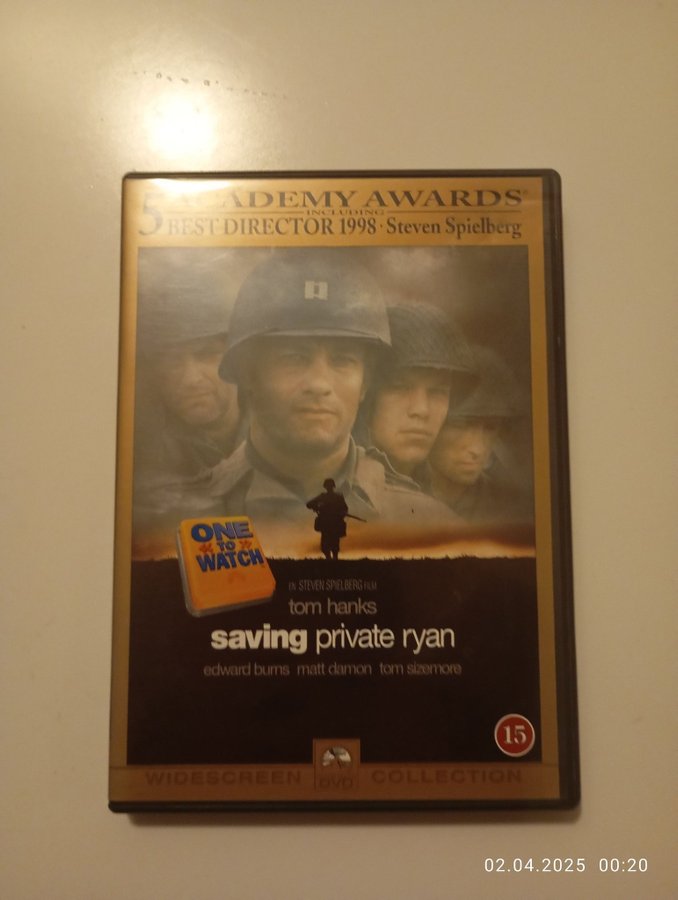 5 ACADEMY AWARDS
INCLUDING
BEST DIRECTOR 1998 · Steven Spielberg
ONE
TO
WATCH
EN STEVEN SPIELBERG FILM
tom hanks
saving private ryan
edward burns matt damon tom sizemore
15
WIDESCREEN DVD COLLECTION
02.04.2025 00:20